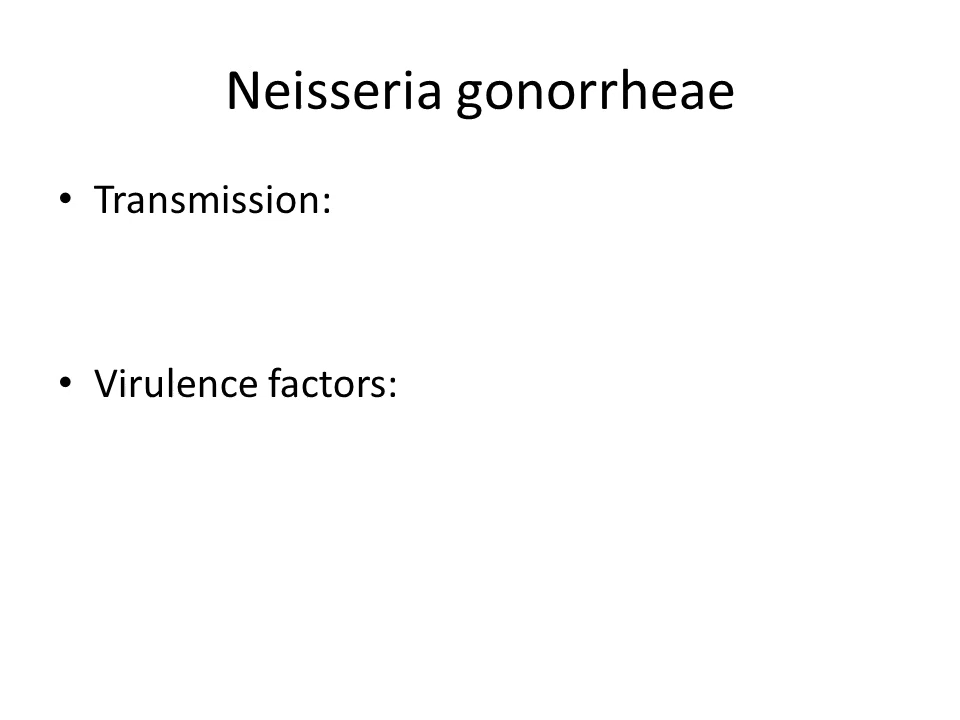 Neisseria gonorrheae
• Transmission:
• Virulence factors: